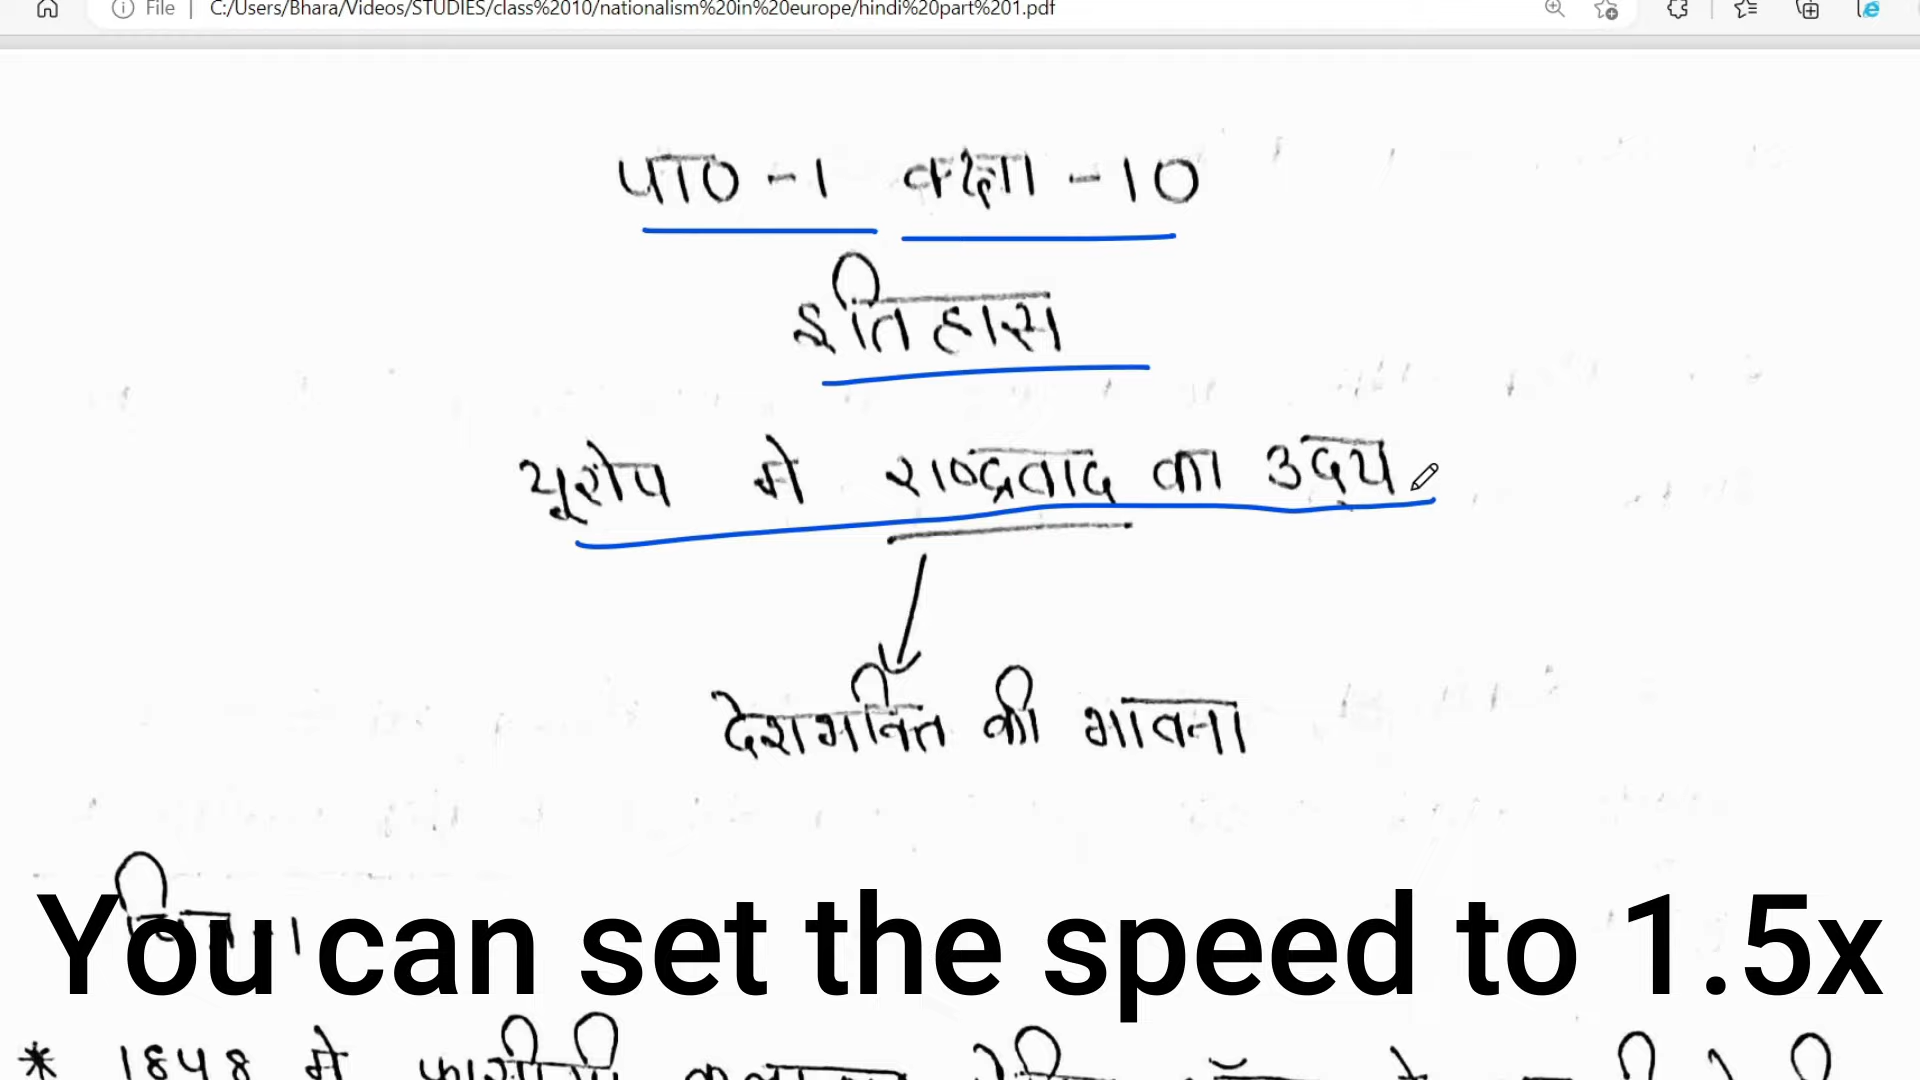 File | C:/Users/Bhara/Videos/STUDIES/class%2010/nationalism%20in%20europe/hindi%20part%201.pdf
पाठ -1 कक्षा -10
इतिहास
यूरोप में राष्ट्रवाद का उदय
देशभक्ति की भावना
You can set the speed to 1.5x
* 1848 में